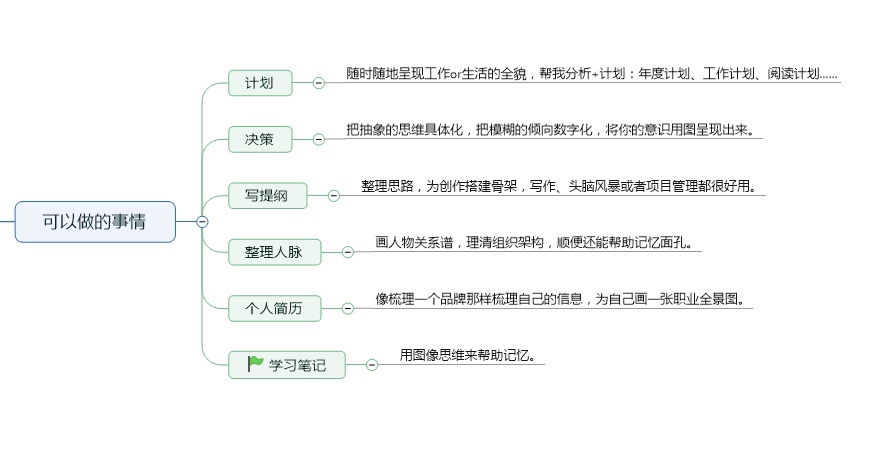 可以做的事情
计划
随时随地呈现工作or生活的全貌，帮我分析+计划：年度计划、工作计划、阅读计划……
决策
把抽象的思维具体化，把模糊的倾向数字化，将你的意识用图呈现出来。
写提纲
整理思路，为创作搭建骨架，写作、头脑风暴或者项目管理都很好用。
整理人脉
画人物关系谱，理清组织架构，顺便还能帮助记忆面孔。
个人简历
像梳理一个品牌那样梳理自己的信息，为自己画一张职业全景图。
学习笔记
用图像思维来帮助记忆。